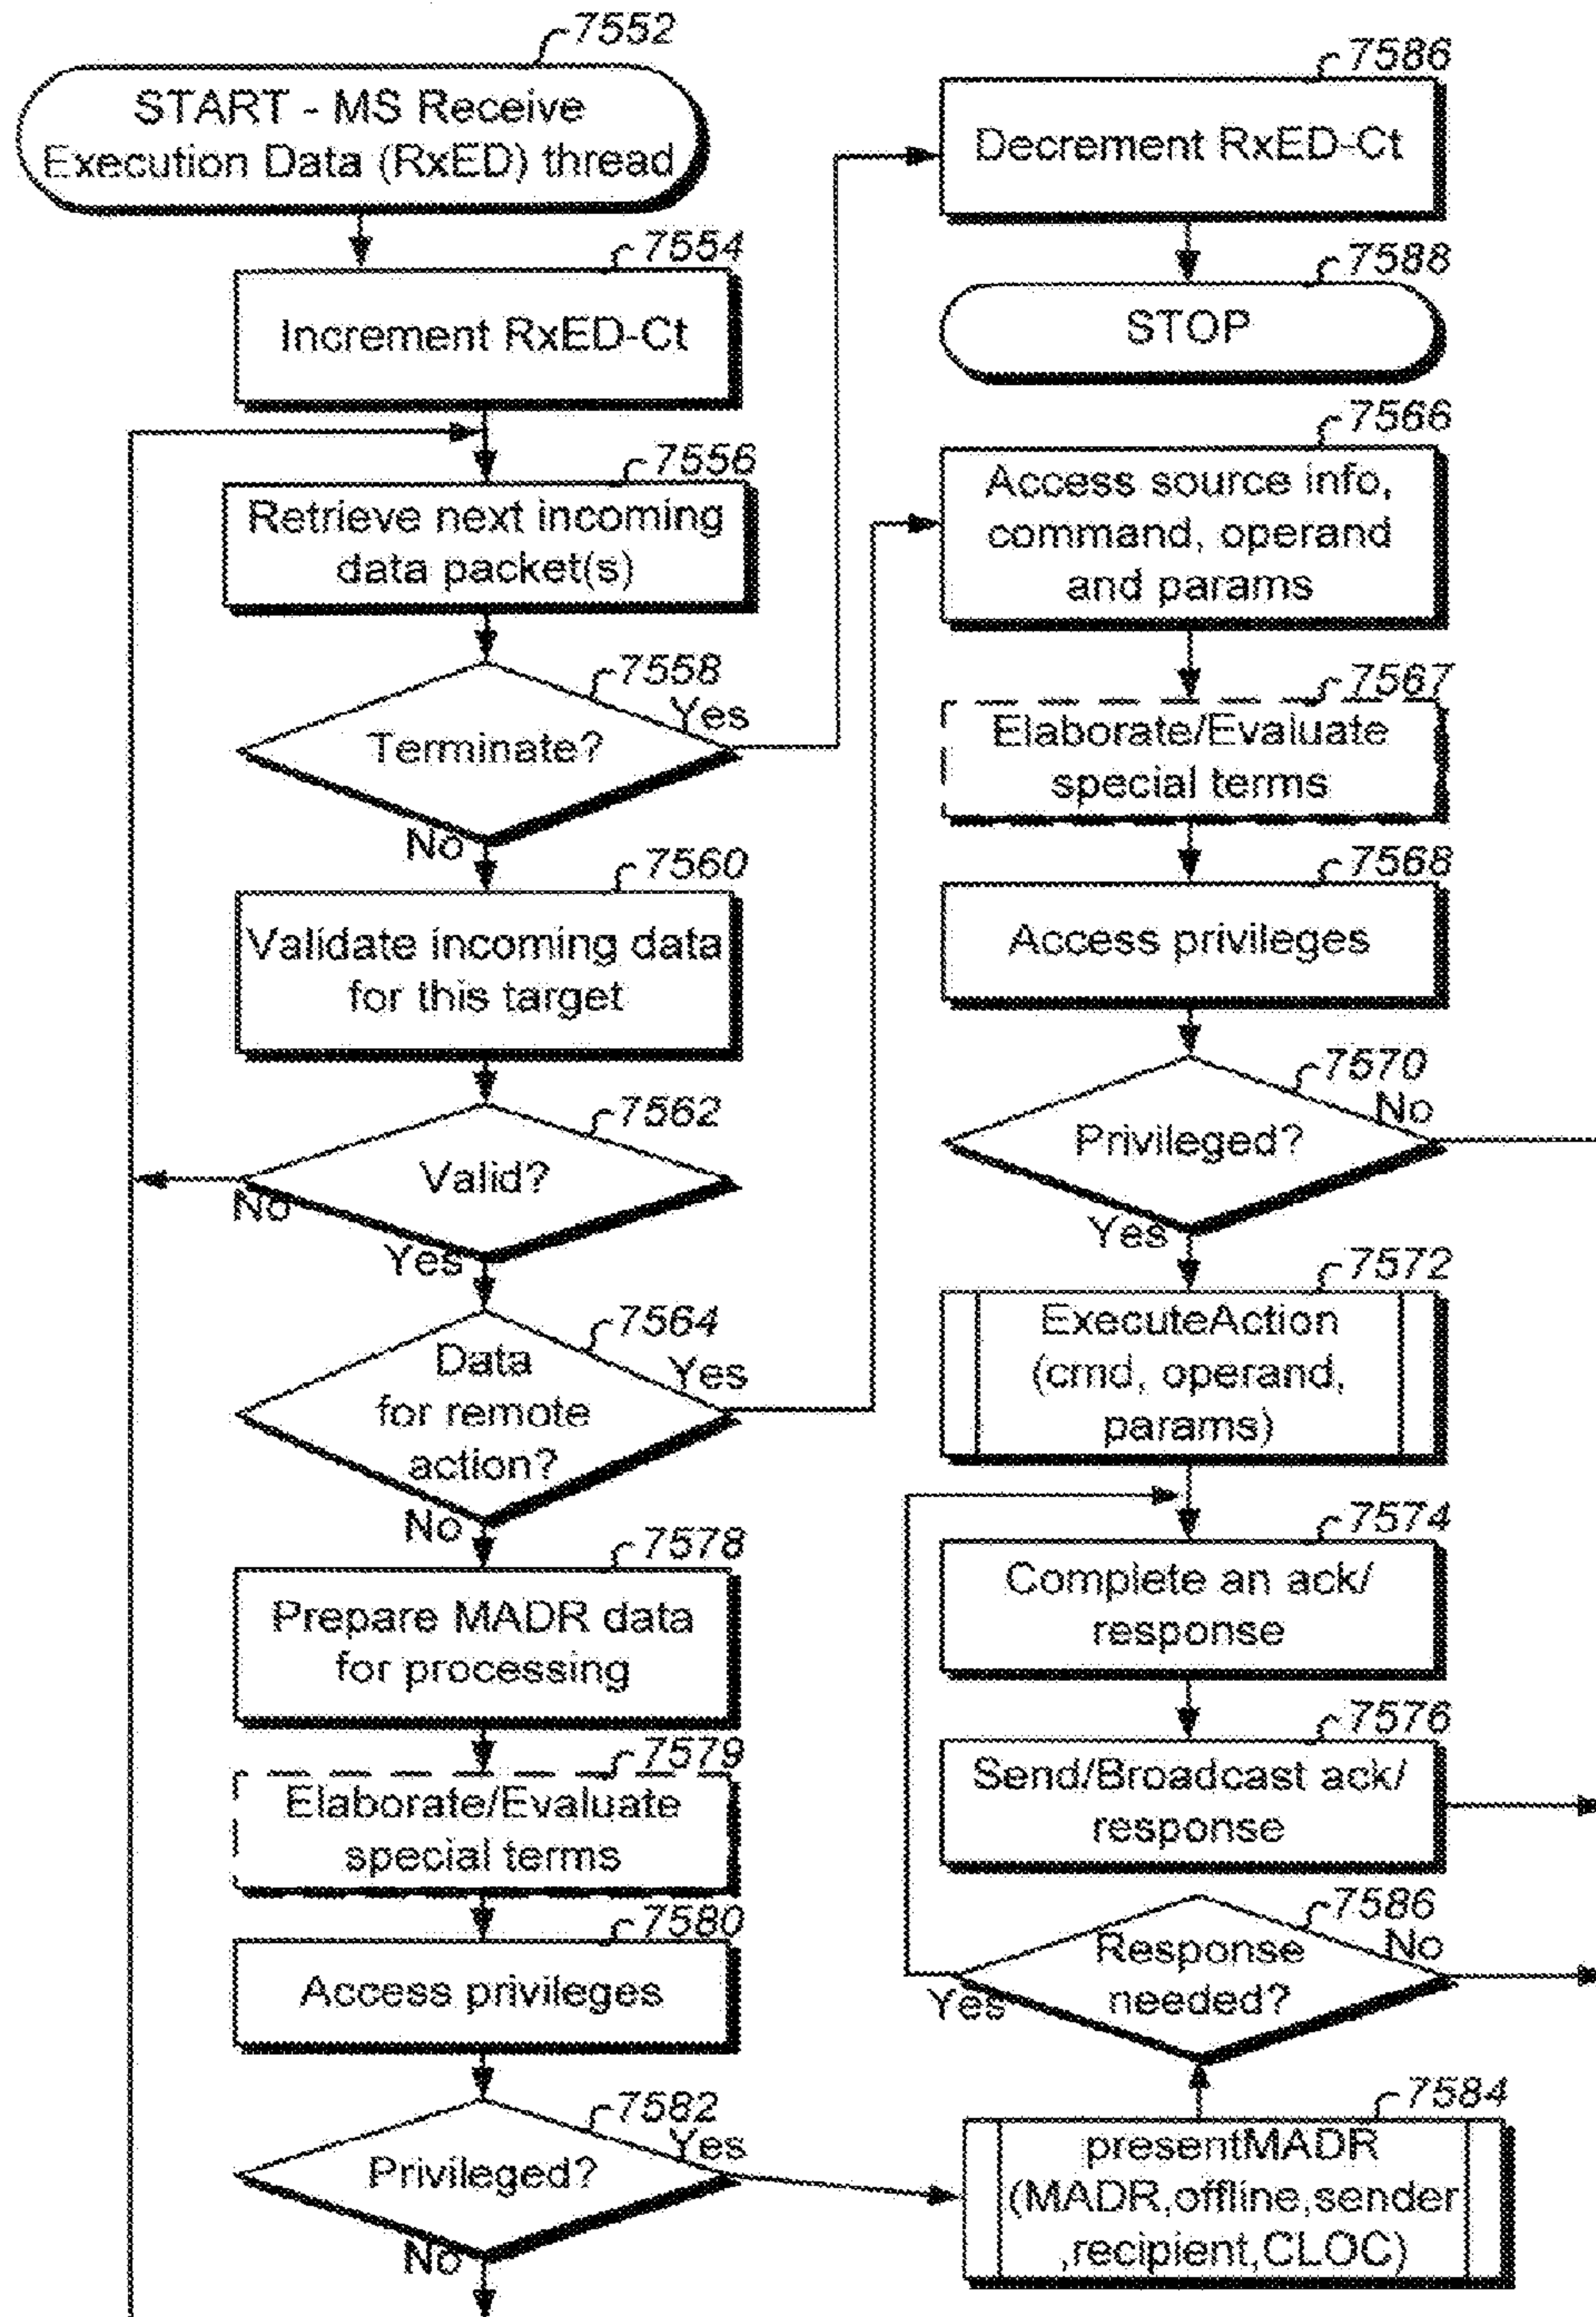 7552
START - MS Receive
Execution Data (RxED) thread
7554
Increment RxED-Ct
7556
Retrieve next incoming
data packet(s)
7558
Terminate?
Yes
No
7560
Validate incoming data
for this target
7562
Valid?
No
Yes
7564
Data
for remote
action?
Yes
No
7578
Prepare MADR data
for processing
7579
Elaborate/Evaluate
special terms
7580
Access privileges
7582
Privileged?
Yes
No
7586
Decrement RxED-Ct
7588
STOP
7566
Access source info,
command, operand
and params
7567
Elaborate/Evaluate
special terms
7568
Access privileges
7570
Privileged?
No
Yes
7572
ExecuteAction
(cmd, operand,
params)
7574
Complete an ack/
response
7576
Send/Broadcast ack/
response
7586
Response
needed?
No
Yes
7584
presentMADR
(MADR,offline,sender
,recipient,CLOC)